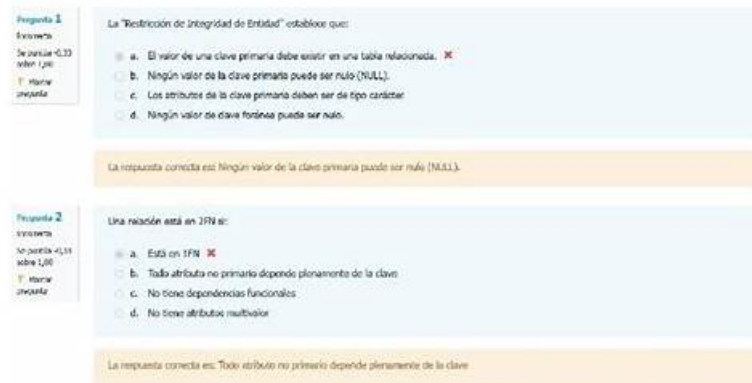 Pregunta 1
Incorrecta
Se puntúa -0,33
sobre 1,00
Marcar
pregunta
La "Restricción de Integridad de Entidad" establece que:
a. El valor de una clave primaria debe existir en una tabla relacionada.
b. Ningún valor de la clave primaria puede ser nulo (NULL).
c. Los atributos de la clave primaria deben ser de tipo carácter.
d. Ningún valor de clave foránea puede ser nulo.
La respuesta correcta es: Ningún valor de la clave primaria puede ser nulo (NULL).
Pregunta 2
Incorrecta
Se puntúa
sobre 1,00
Marcar
pregunta
Una relación está en 2FN si:
a. Está en 1FN
b. Todo atributo no primario depende plenamente de la clave
c. No tiene dependencias funcionales
d. No tiene atributos multivalor
La respuesta correcta es: Todo atributo no primario depende plenamente de la clave